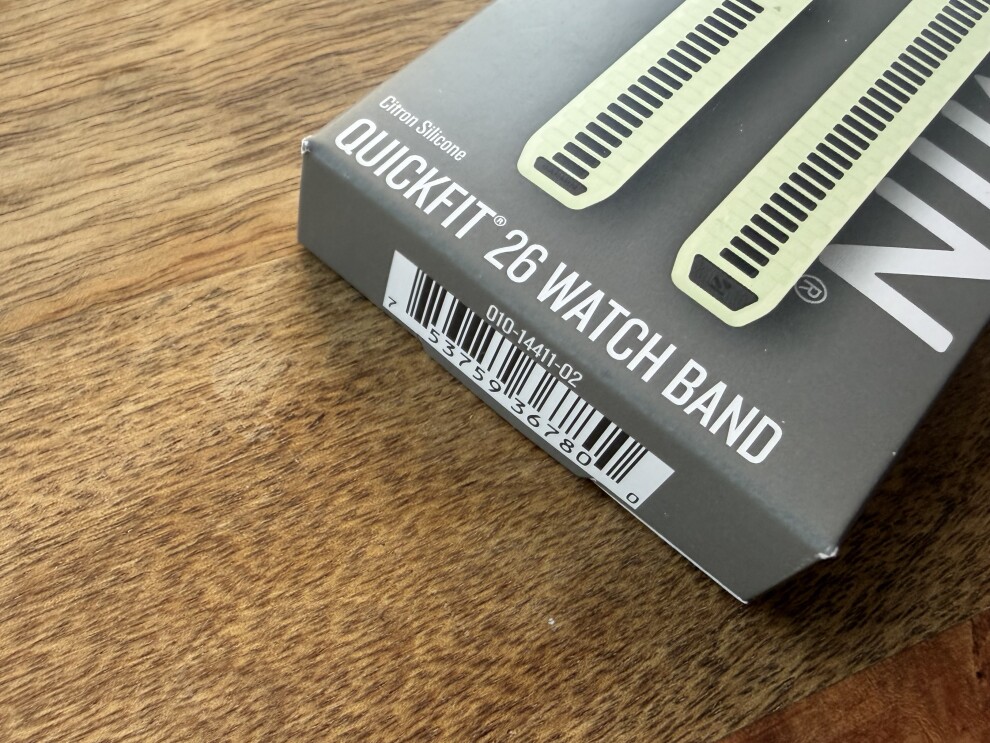 Citron Silicone
QUICKFIT® 26 WATCH BAND
®
010-14411-02
7 53759 36780 0